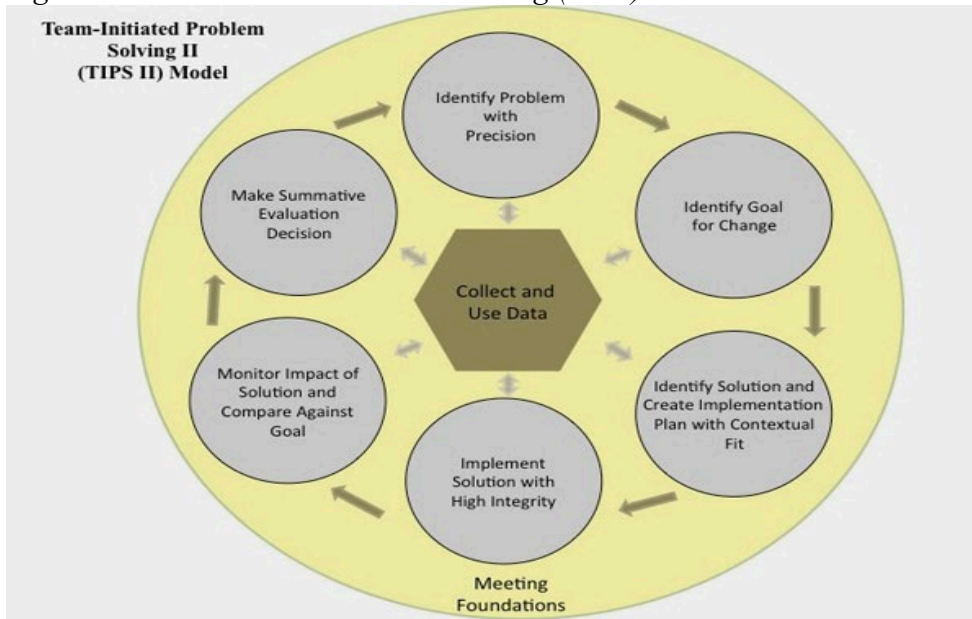 Team-Initiated Problem
Solving II
(TIPS II) Model
Identify Problem
with
Precision
Identify Goal
for Change
Identify Solution and
Create Implementation
Plan with Contextual
Fit
Implement
Solution with
High Integrity
Monitor Impact of
Solution and
Compare Against
Goal
Make Summative
Evaluation
Decision
Collect and
Use Data
Meeting
Foundations